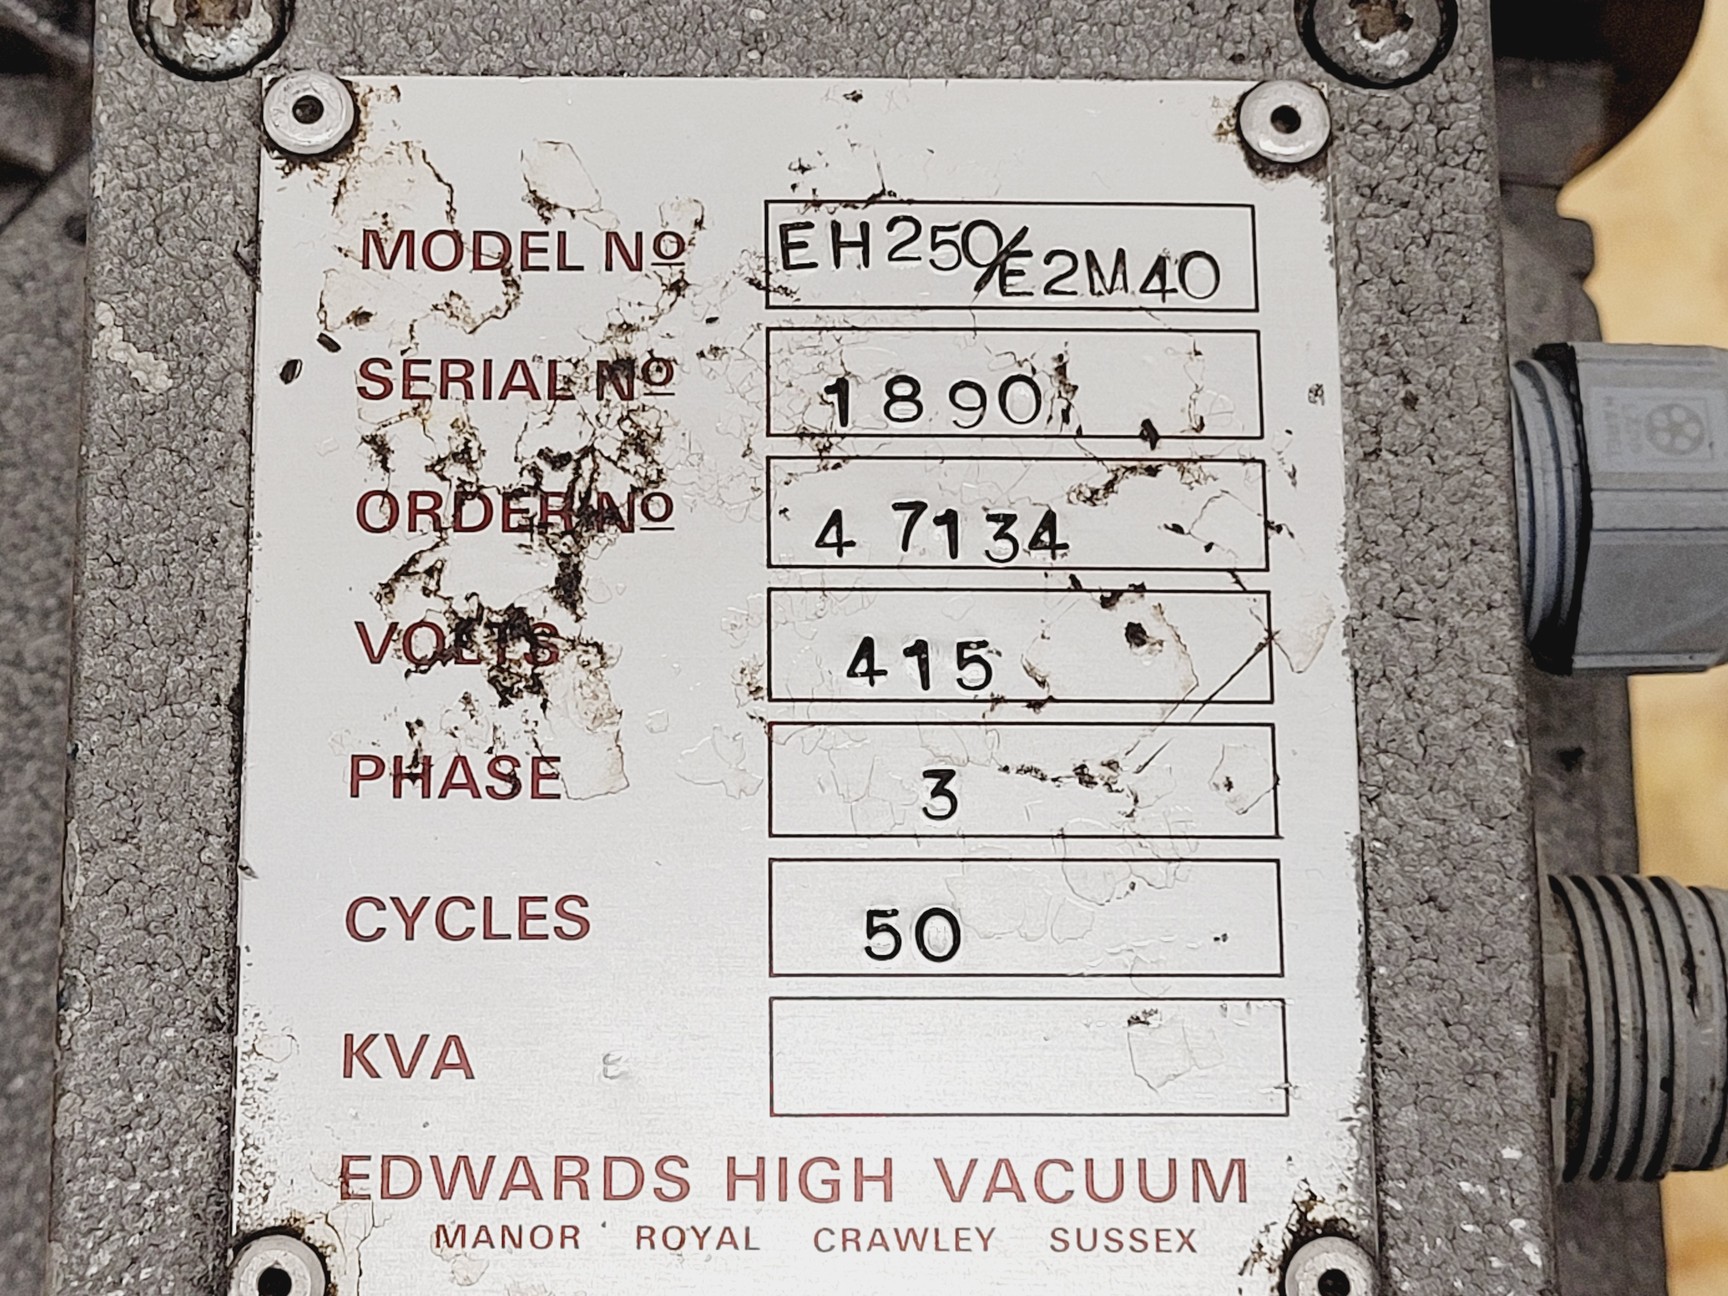 MODEL Nº EH250/E2M40
SERIAL Nº 1890
ORDER Nº 47134
VOLTS 415
PHASE 3
CYCLES 50
KVA
EDWARDS HIGH VACUUM
MANOR ROYAL CRAWLEY SUSSEX